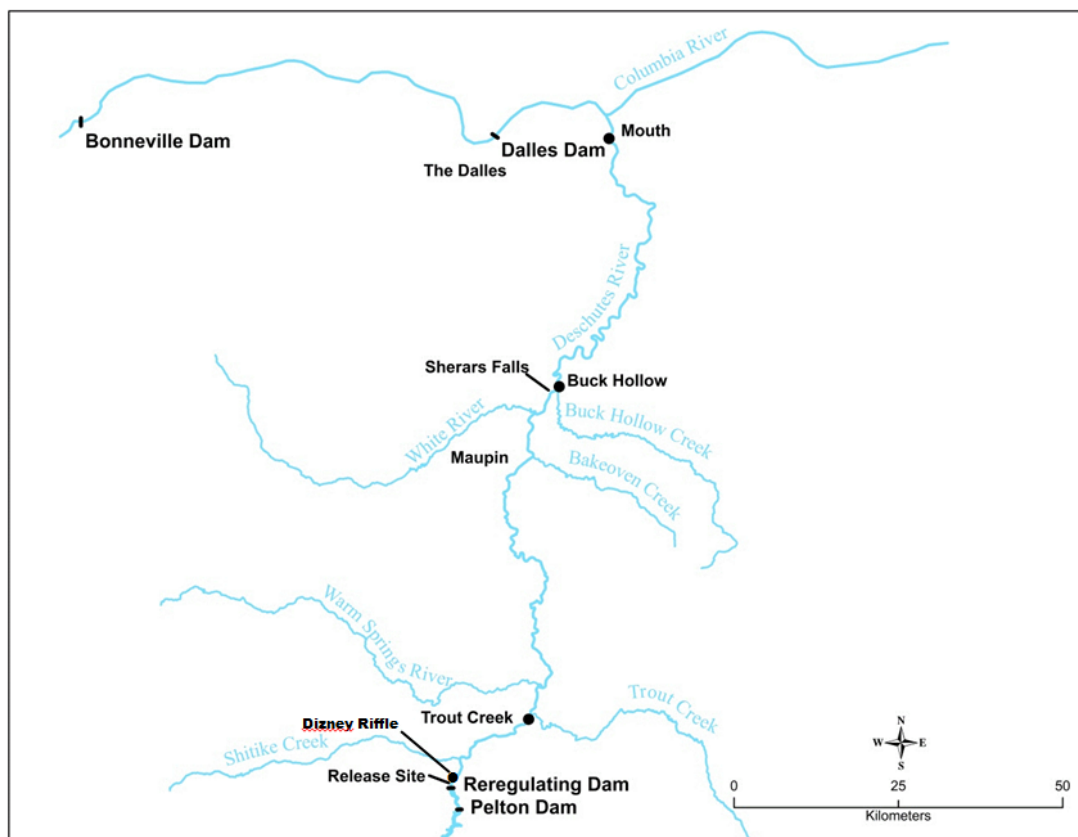 Columbia River
Mouth
Bonneville Dam
Dalles Dam
The Dalles
Deschutes River
Sherars Falls
Buck Hollow
Buck Hollow Creek
White River
Maupin
Bakeoven Creek
Warm Springs River
Trout Creek
Trout Creek
Dizney Riffle
Shitike Creek
Release Site
Reregulating Dam
Pelton Dam
N
W E
S
0 25 50
Kilometers